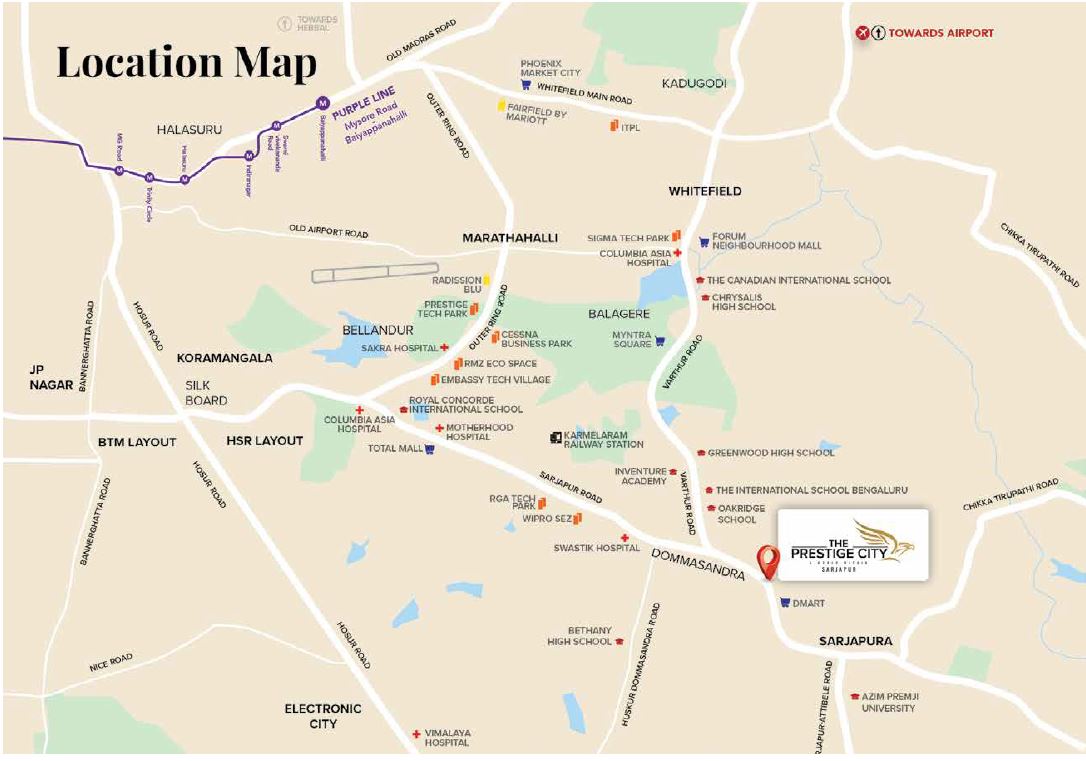 TOWARDS
HEBBAL
OLD MADRAS ROAD
TOWARDS AIRPORT
Location Map
PHOENIX
MARKET CITY
WHITEFIELD MAIN ROAD
KADUGODI
PURPLE LINE
Mysore Road
Baiyappanahalli
OUTER RING ROAD
FAIRFIELD BY
MARIOTT
ITPL
HALASURU
M
Baiyappanahalli
M
Swami
Vivekananda
Road
M
Indiranagar
M
Halasuru
M
Trinity Circle
M
MG Road
WHITEFIELD
OLD AIRPORT ROAD
MARATHAHALLI
SIGMA TECH PARK
FORUM
NEIGHBOURHOOD MALL
COLUMBIA ASIA
HOSPITAL
CHIKKA TIRUPATHI ROAD
RADISSION
BLU
THE CANADIAN INTERNATIONAL SCHOOL
CHRYSALIS
HIGH SCHOOL
PRESTIGE
TECH PARK
OUTER RING ROAD
BALAGERE
BANNERGHATTA ROAD
HOSUR ROAD
BELLANDUR
CESSNA
BUSINESS PARK
MYNTRA
SQUARE
SAKRA HOSPITAL
KORAMANGALA
RMZ ECO SPACE
VARTHUR ROAD
JP
NAGAR
SILK
BOARD
EMBASSY TECH VILLAGE
ROYAL CONCORDE
INTERNATIONAL SCHOOL
COLUMBIA ASIA
HOSPITAL
MOTHERHOOD
HOSPITAL
BTM LAYOUT
HSR LAYOUT
TOTAL MALL
KARMELARAM
RAILWAY STATION
GREENWOOD HIGH SCHOOL
HOSUR ROAD
SARJAPUR ROAD
INVENTURE
ACADEMY
VARTHUR ROAD
THE INTERNATIONAL SCHOOL BENGALURU
CHIKKA TIRUPATHI ROAD
BANNERGHATTA ROAD
RGA TECH
PARK
OAKRIDGE
SCHOOL
WIPRO SEZ
SWASTIK HOSPITAL
DOMMASANDRA
THE
PRESTIGE CITY
SARJAPUR
DMART
BETHANY
HIGH SCHOOL
HUSKUR DOMMASANDRA ROAD
SARJAPURA
HOSUR ROAD
NICE ROAD
RJAPUR-ATTIBELE ROAD
AZIM PREMJI
UNIVERSITY
ELECTRONIC
CITY
VIMALAYA
HOSPITAL